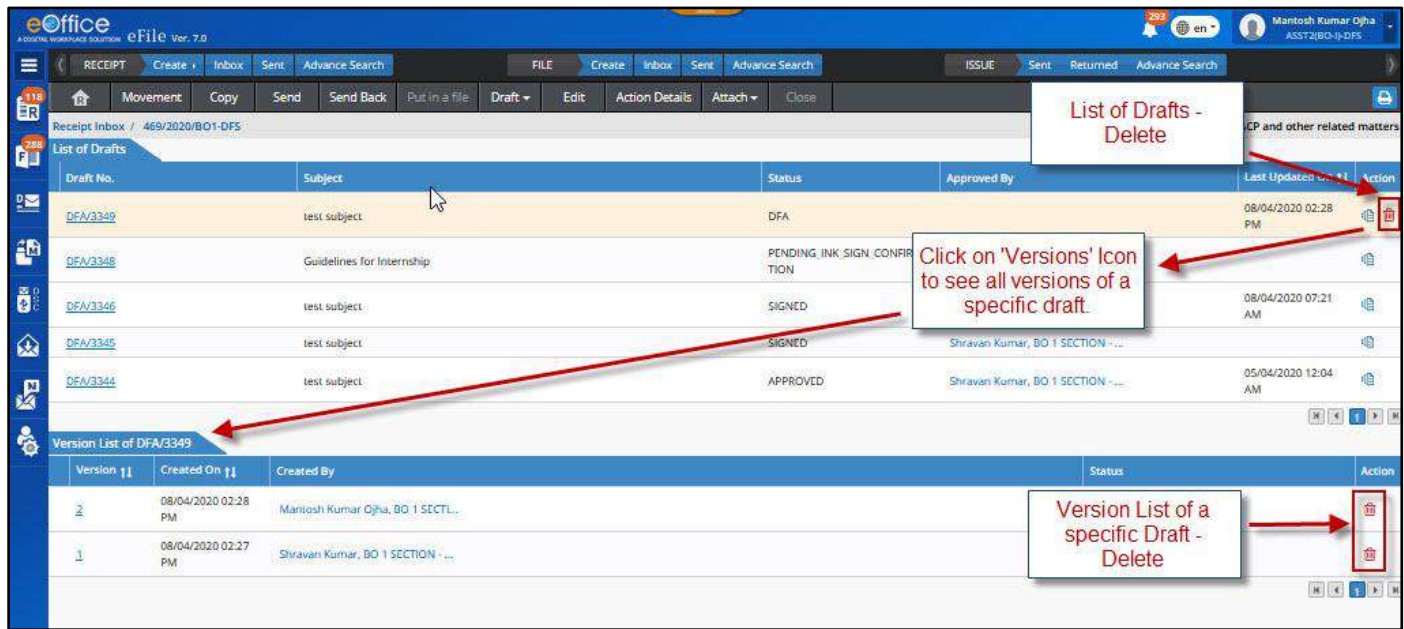 eOffice
A DIGITAL WORKPLACE SOLUTION
eFile Ver. 7.0
293
en
Mantosh Kumar Ojha
ASST2(BO-I)-DFS
RECEIPT Create Inbox Sent Advance Search FILE Create Inbox Sent Advance Search ISSUE Sent Returned Advance Search
118
R
Movement Copy Send Send Back Put in a file Draft Edit Action Details Attach Close
Receipt Inbox / 469/2020/BO1-DFS
CP and other related matters
288
List of Drafts
List of Drafts -
Delete
Draft No. Subject Status Approved By Last Updated On Action
DFA/3349 test subject DFA 08/04/2020 02:28
PM
DFA/3348 Guidelines for Internship PENDING_INK_SIGN_CONFIR
TION
Click on 'Versions' Icon
to see all versions of a
specific draft.
DFA/3346 test subject SIGNED 08/04/2020 07:21
AM
DFA/3345 test subject SIGNED Shravan Kumar, BO 1 SECTION - ...
DFA/3344 test subject APPROVED Shravan Kumar, BO 1 SECTION - ... 05/04/2020 12:04
AM
1
Version List of DFA/3349
Version Created On Created By Status Action
2 08/04/2020 02:28
PM Mantosh Kumar Ojha, BO 1 SECTI...
1 08/04/2020 02:27
PM Shravan Kumar, BO 1 SECTION - ...
Version List of a
specific Draft -
Delete
1